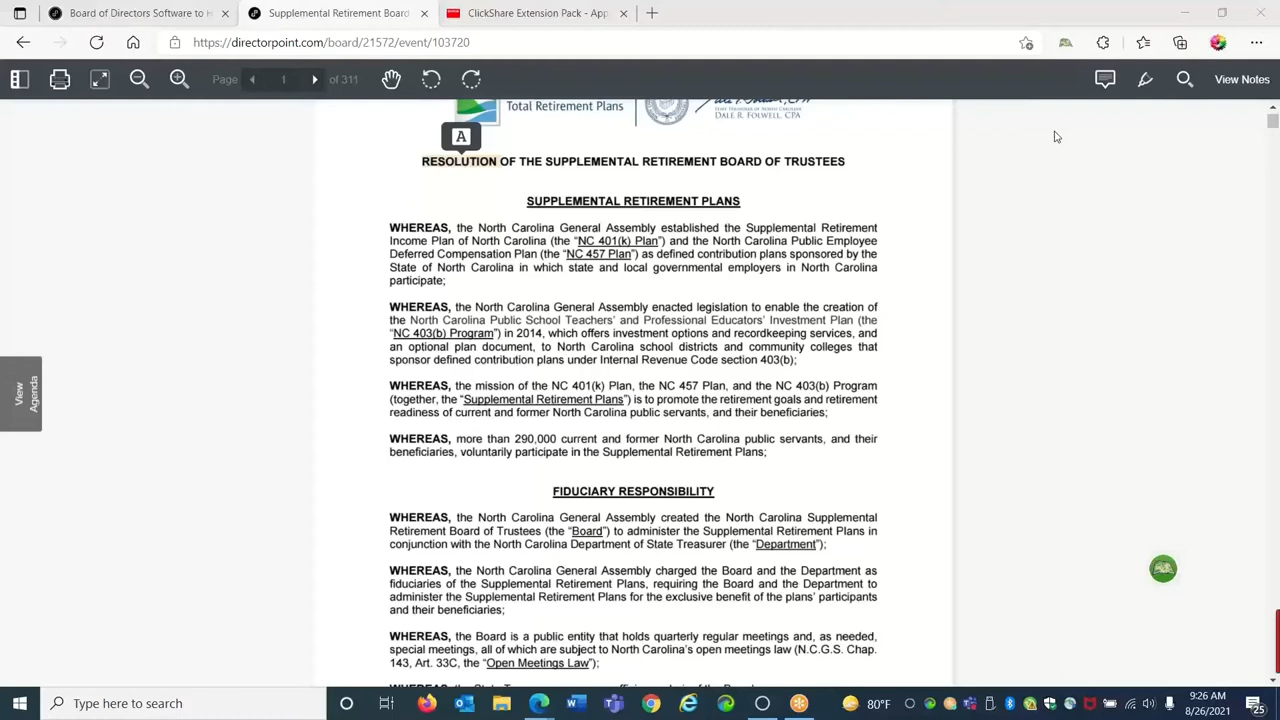 Board of Directors Software to H
Supplemental Retirement Board
ClickShare Extension Pack - App
https://directorpoint.com/board/21572/event/103720
Page 1 of 311
View Notes
Total Retirement Plans
DALE R. FOLWELL, CPA
A
RESOLUTION OF THE SUPPLEMENTAL RETIREMENT BOARD OF TRUSTEES
SUPPLEMENTAL RETIREMENT PLANS
WHEREAS, the North Carolina General Assembly established the Supplemental Retirement
Income Plan of North Carolina (the “NC 401(k) Plan”) and the North Carolina Public Employee
Deferred Compensation Plan (the “NC 457 Plan”) as defined contribution plans sponsored by the
State of North Carolina in which state and local governmental employers in North Carolina
participate;
WHEREAS, the North Carolina General Assembly enacted legislation to enable the creation of
the North Carolina Public School Teachers’ and Professional Educators’ Investment Plan (the
“NC 403(b) Program”) in 2014, which offers investment options and recordkeeping services, and
an optional plan document, to North Carolina school districts and community colleges that
sponsor defined contribution plans under Internal Revenue Code section 403(b);
WHEREAS, the mission of the NC 401(k) Plan, the NC 457 Plan, and the NC 403(b) Program
(together, the “Supplemental Retirement Plans”) is to promote the retirement goals and retirement
readiness of current and former North Carolina public servants, and their beneficiaries;
WHEREAS, more than 290,000 current and former North Carolina public servants, and their
beneficiaries, voluntarily participate in the Supplemental Retirement Plans;
FIDUCIARY RESPONSIBILITY
WHEREAS, the North Carolina General Assembly created the North Carolina Supplemental
Retirement Board of Trustees (the “Board”) to administer the Supplemental Retirement Plans in
conjunction with the North Carolina Department of State Treasurer (the “Department”);
WHEREAS, the North Carolina General Assembly charged the Board and the Department as
fiduciaries of the Supplemental Retirement Plans, requiring the Board and the Department to
administer the Supplemental Retirement Plans for the exclusive benefit of the plans’ participants
and their beneficiaries;
WHEREAS, the Board is a public entity that holds quarterly regular meetings and, as needed,
special meetings, all of which are subject to North Carolina’s open meetings law (N.C.G.S. Chap.
143, Art. 33C, the “Open Meetings Law”);
View
Agenda
Type here to search
80°F
9:26 AM
8/26/2021
25